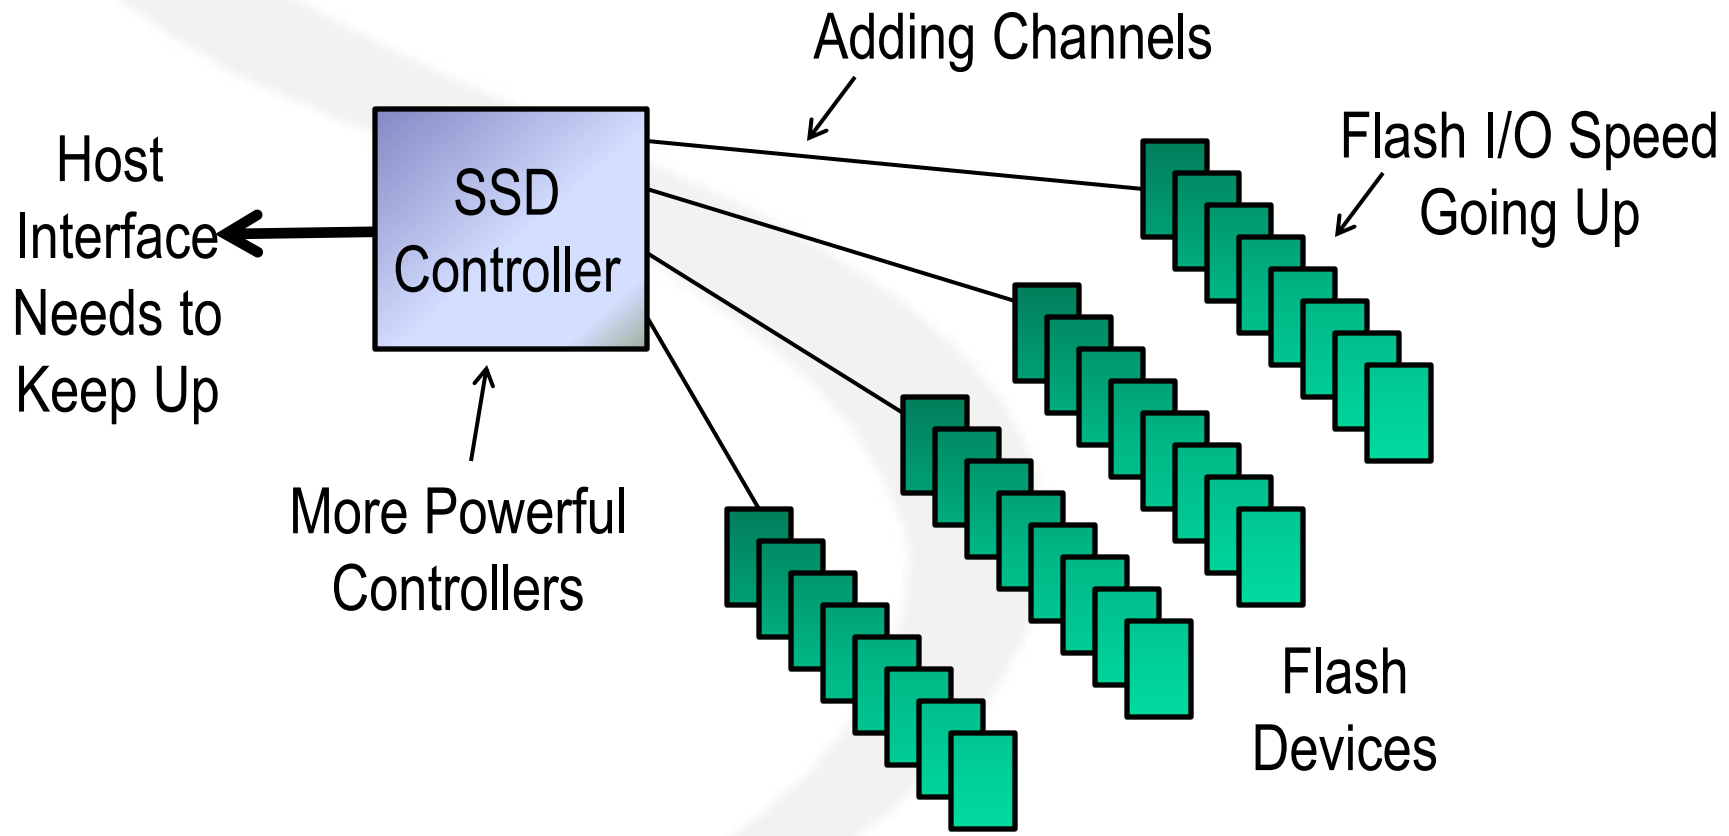 Adding Channels
Flash I/O Speed
Going Up
Host
Interface
Needs to
Keep Up
SSD
Controller
More Powerful
Controllers
Flash
Devices